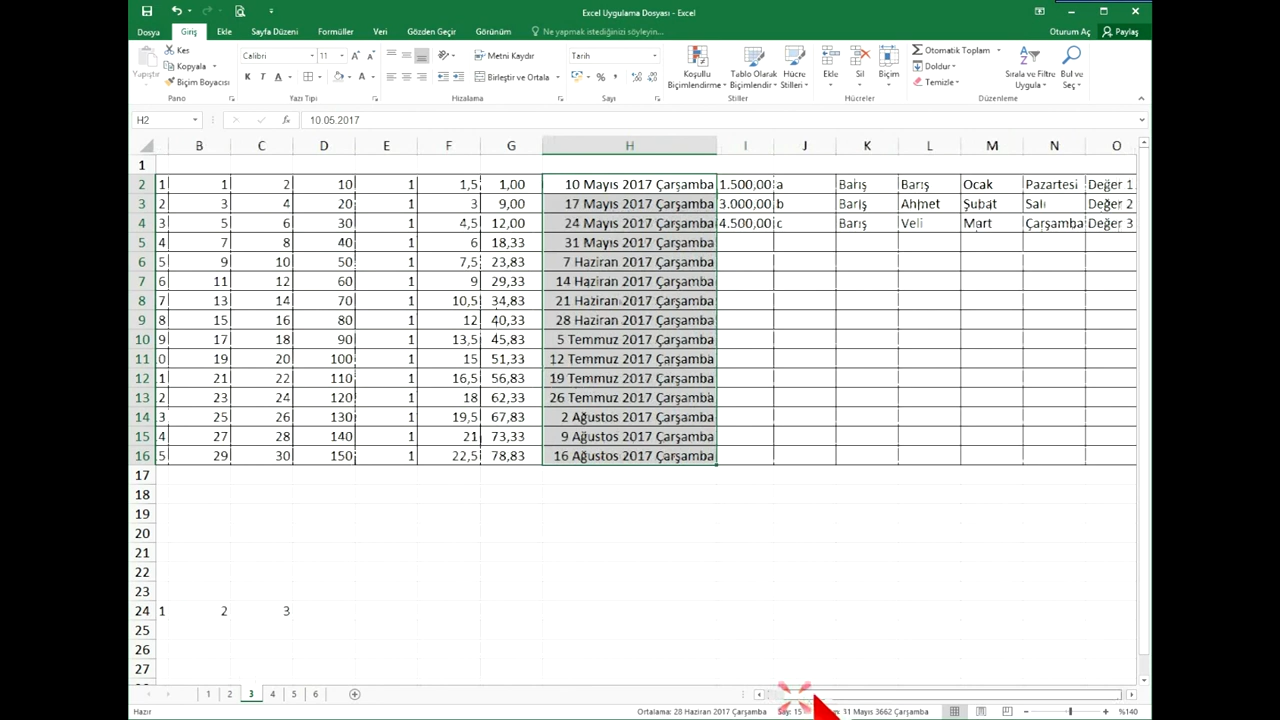 Excel Uygulama Dosyası - Excel
Dosya Giriş Ekle Sayfa Düzeni Formüller Veri Gözden Geçir Görünüm Ne yapmak istediğinizi söyleyin... Oturum Aç Paylaş
Yapıştır Kes Kopyala Biçim Boyacısı
Calibri 11 K T A
Metni Kaydır
Birleştir ve Ortala
Tarih
Koşullu Biçimlendirme Tablo Olarak Biçimlendir Hücre Stilleri
Ekle Sil Biçim
Otomatik Toplam Doldur Temizle
Sırala ve Filtre Uygula Bul ve Seç
Pano Yazı Tipi Hizalama Sayı Stiller Hücreler Düzenleme
H2 fx 10.05.2017
B C D E F G H I J K L M N O
1
2 1 1 2 10 1 1,5 1,00 10 Mayıs 2017 Çarşamba 1.500,00 a Barış Barış Ocak Pazartesi Değer 1
3 2 3 4 20 1 3 9,00 17 Mayıs 2017 Çarşamba 3.000,00 b Barış Ahmet Şubat Salı Değer 2
4 3 5 6 30 1 4,5 12,00 24 Mayıs 2017 Çarşamba 4.500,00 c Barış Veli Mart Çarşamba Değer 3
5 4 7 8 40 1 6 18,33 31 Mayıs 2017 Çarşamba
6 5 9 10 50 1 7,5 23,83 7 Haziran 2017 Çarşamba
7 6 11 12 60 1 9 29,33 14 Haziran 2017 Çarşamba
8 7 13 14 70 1 10,5 34,83 21 Haziran 2017 Çarşamba
9 8 15 16 80 1 12 40,33 28 Haziran 2017 Çarşamba
10 9 17 18 90 1 13,5 45,83 5 Temmuz 2017 Çarşamba
11 0 19 20 100 1 15 51,33 12 Temmuz 2017 Çarşamba
12 1 21 22 110 1 16,5 56,83 19 Temmuz 2017 Çarşamba
13 2 23 24 120 1 18 62,33 26 Temmuz 2017 Çarşamba
14 3 25 26 130 1 19,5 67,83 2 Ağustos 2017 Çarşamba
15 4 27 28 140 1 21 73,33 9 Ağustos 2017 Çarşamba
16 5 29 30 150 1 22,5 78,83 16 Ağustos 2017 Çarşamba
17
18
19
20
21
22
23
24 1 2 3
25
26
27
1 2 3 4 5 6
Hazır Ortalama: 28 Haziran 2017 Çarşamba Say: 15 31 Mayıs 3662 Çarşamba %140